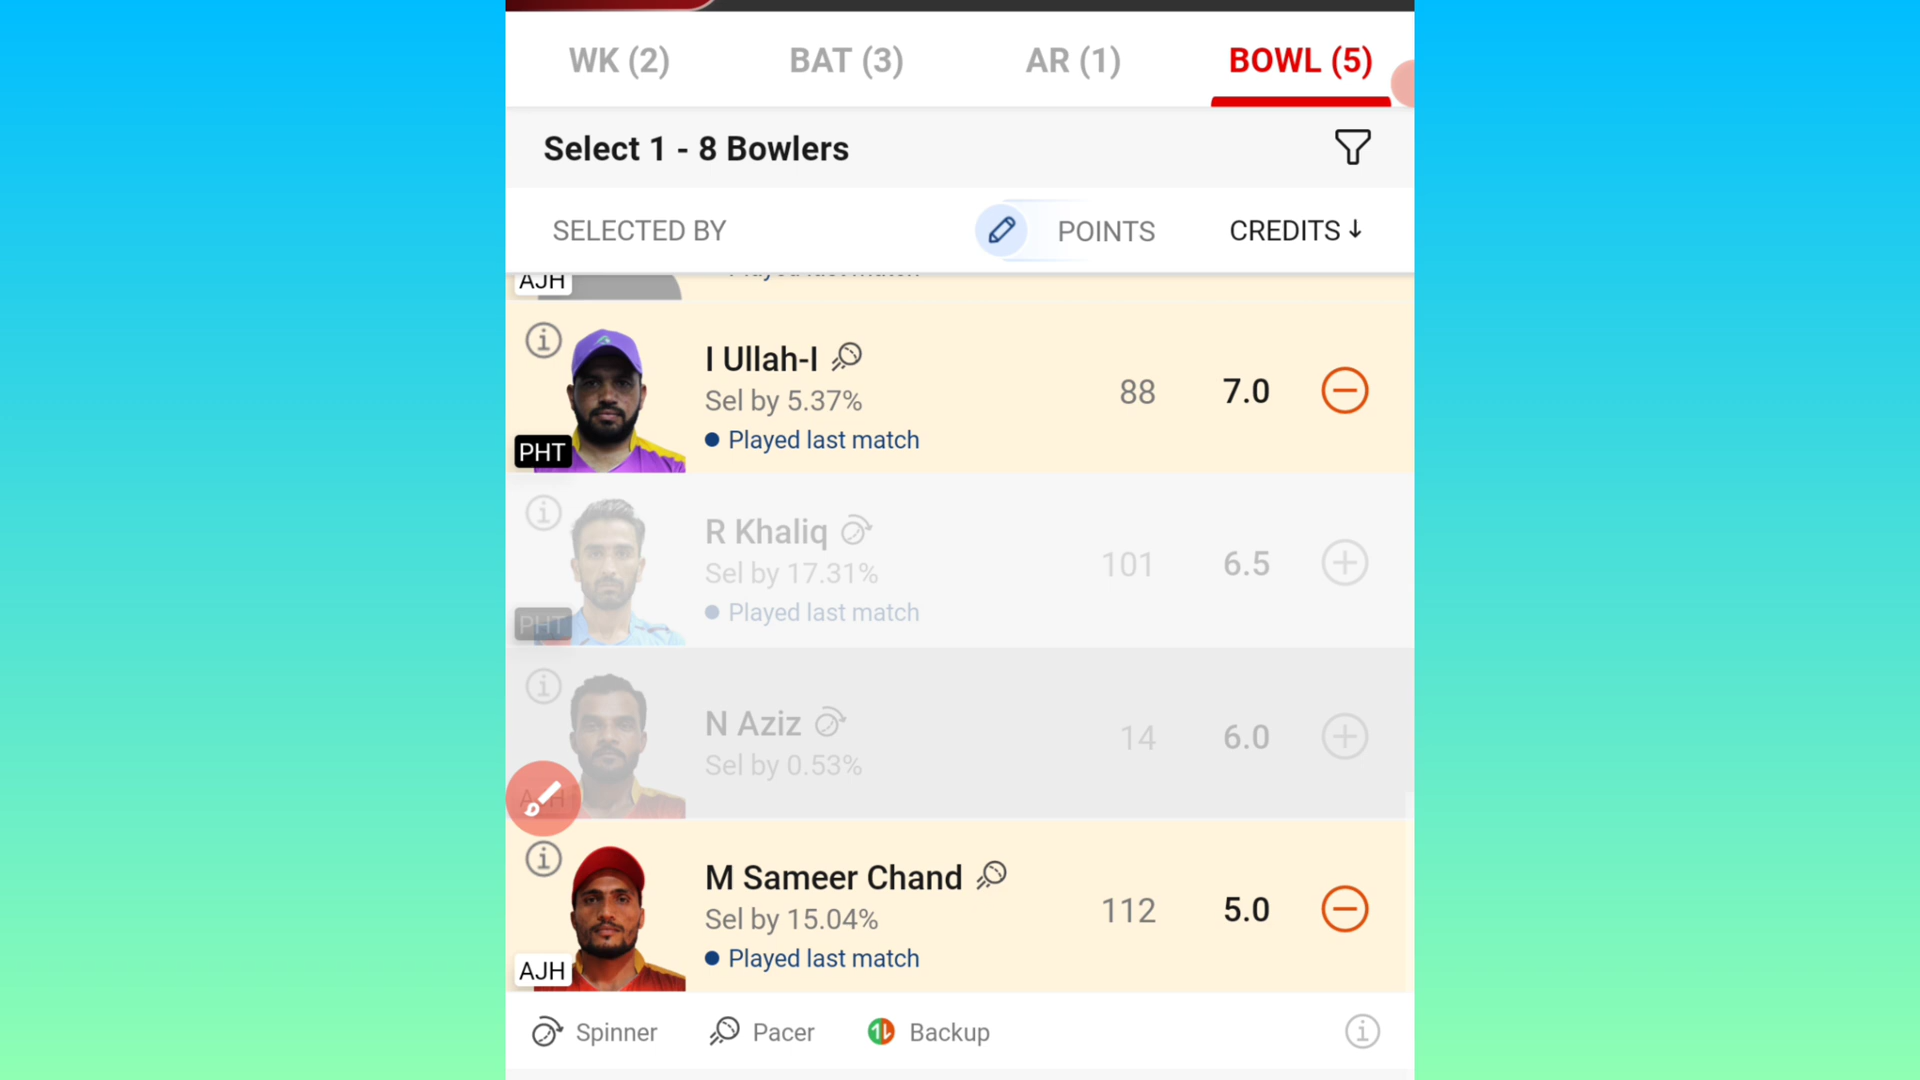 WK (2) BAT (3) AR (1) BOWL (5)
Select 1 - 8 Bowlers
SELECTED BY POINTS CREDITS ↓
AJH Played last match
I Ullah-I
Sel by 5.37% 88 7.0
Played last match
PHT
R Khaliq
Sel by 17.31% 101 6.5
Played last match
PHT
N Aziz
Sel by 0.53% 14 6.0
M Sameer Chand
Sel by 15.04% 112 5.0
Played last match
AJH
Spinner Pacer Backup